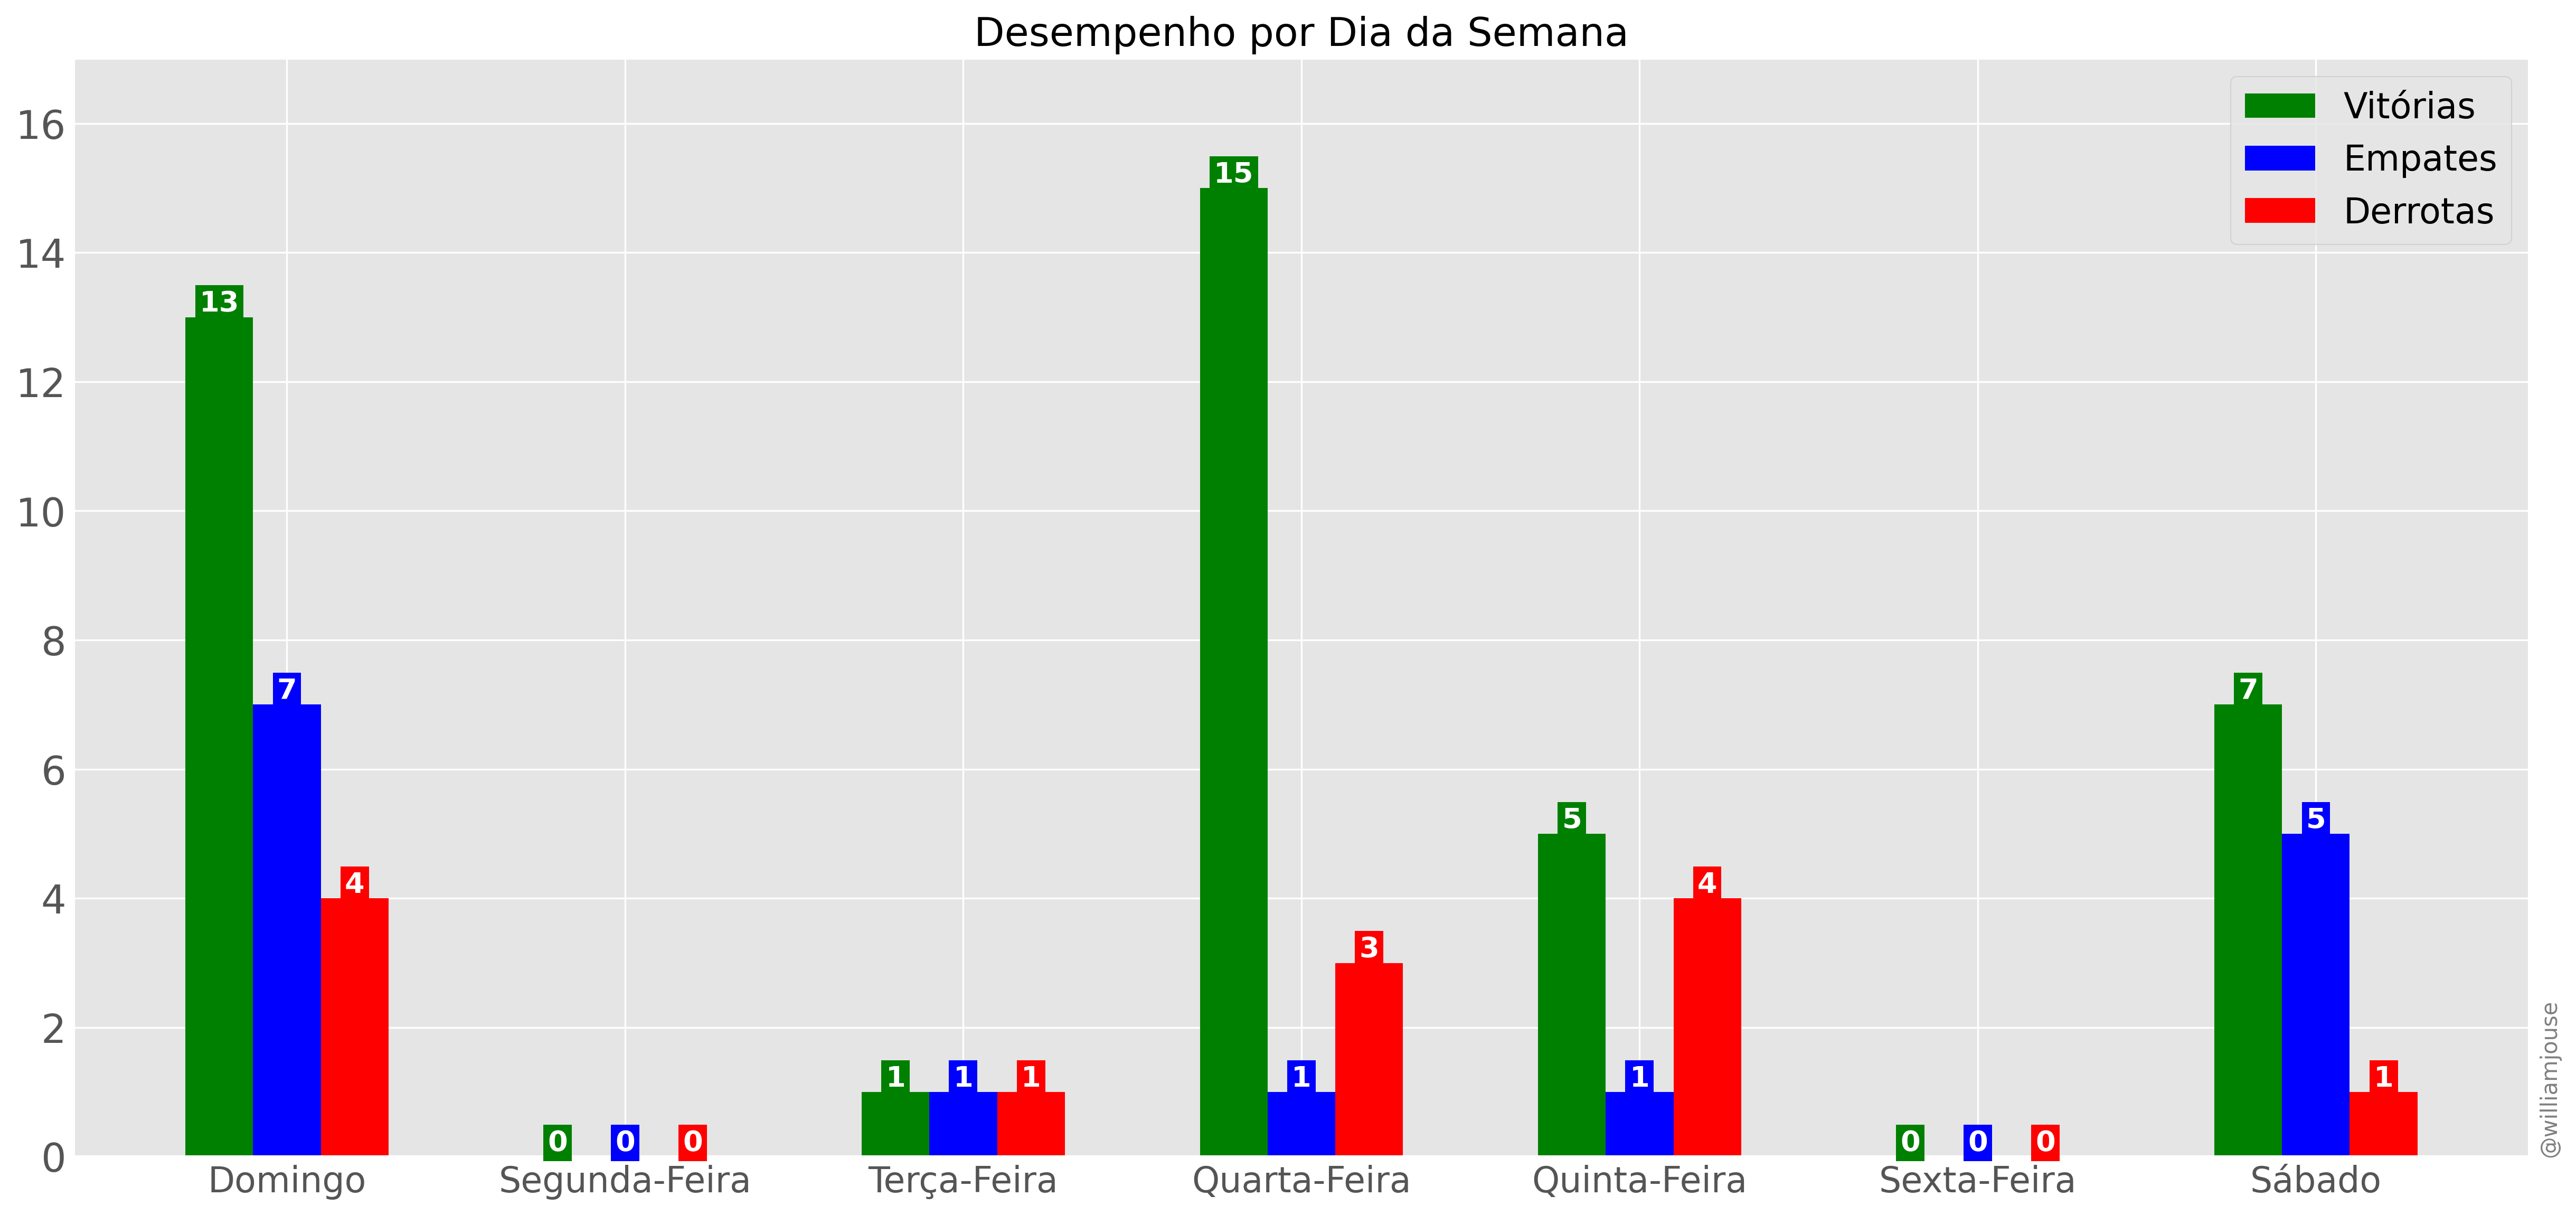 Desempenho por Dia da Semana
Vitórias
Empates
Derrotas
16
14
12
10
8
6
4
2
0
13
7
4
0
0
0
1
1
1
15
1
3
5
1
4
0
0
0
7
5
1
Domingo
Segunda-Feira
Terça-Feira
Quarta-Feira
Quinta-Feira
Sexta-Feira
Sábado
@williamjouse